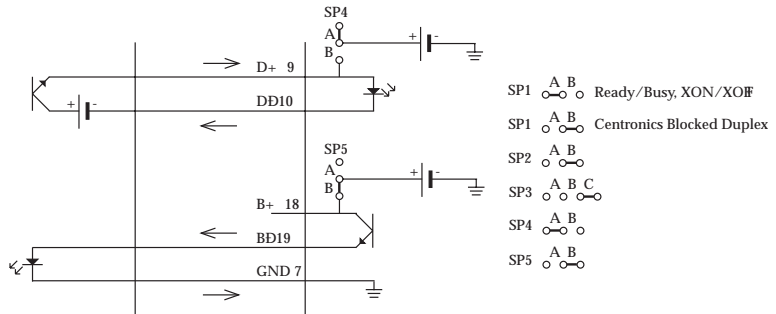 SP4
A
B
+ -
D+ 9
+ -
DÐ10
SP5
A
B
+ -
B+ 18
BÐ19
GND 7
A B
SP1 Ready/Busy, XON/XOFF
A B
SP1 Centronics Blocked Duplex
A B
SP2
A B C
SP3
A B
SP4
A B
SP5